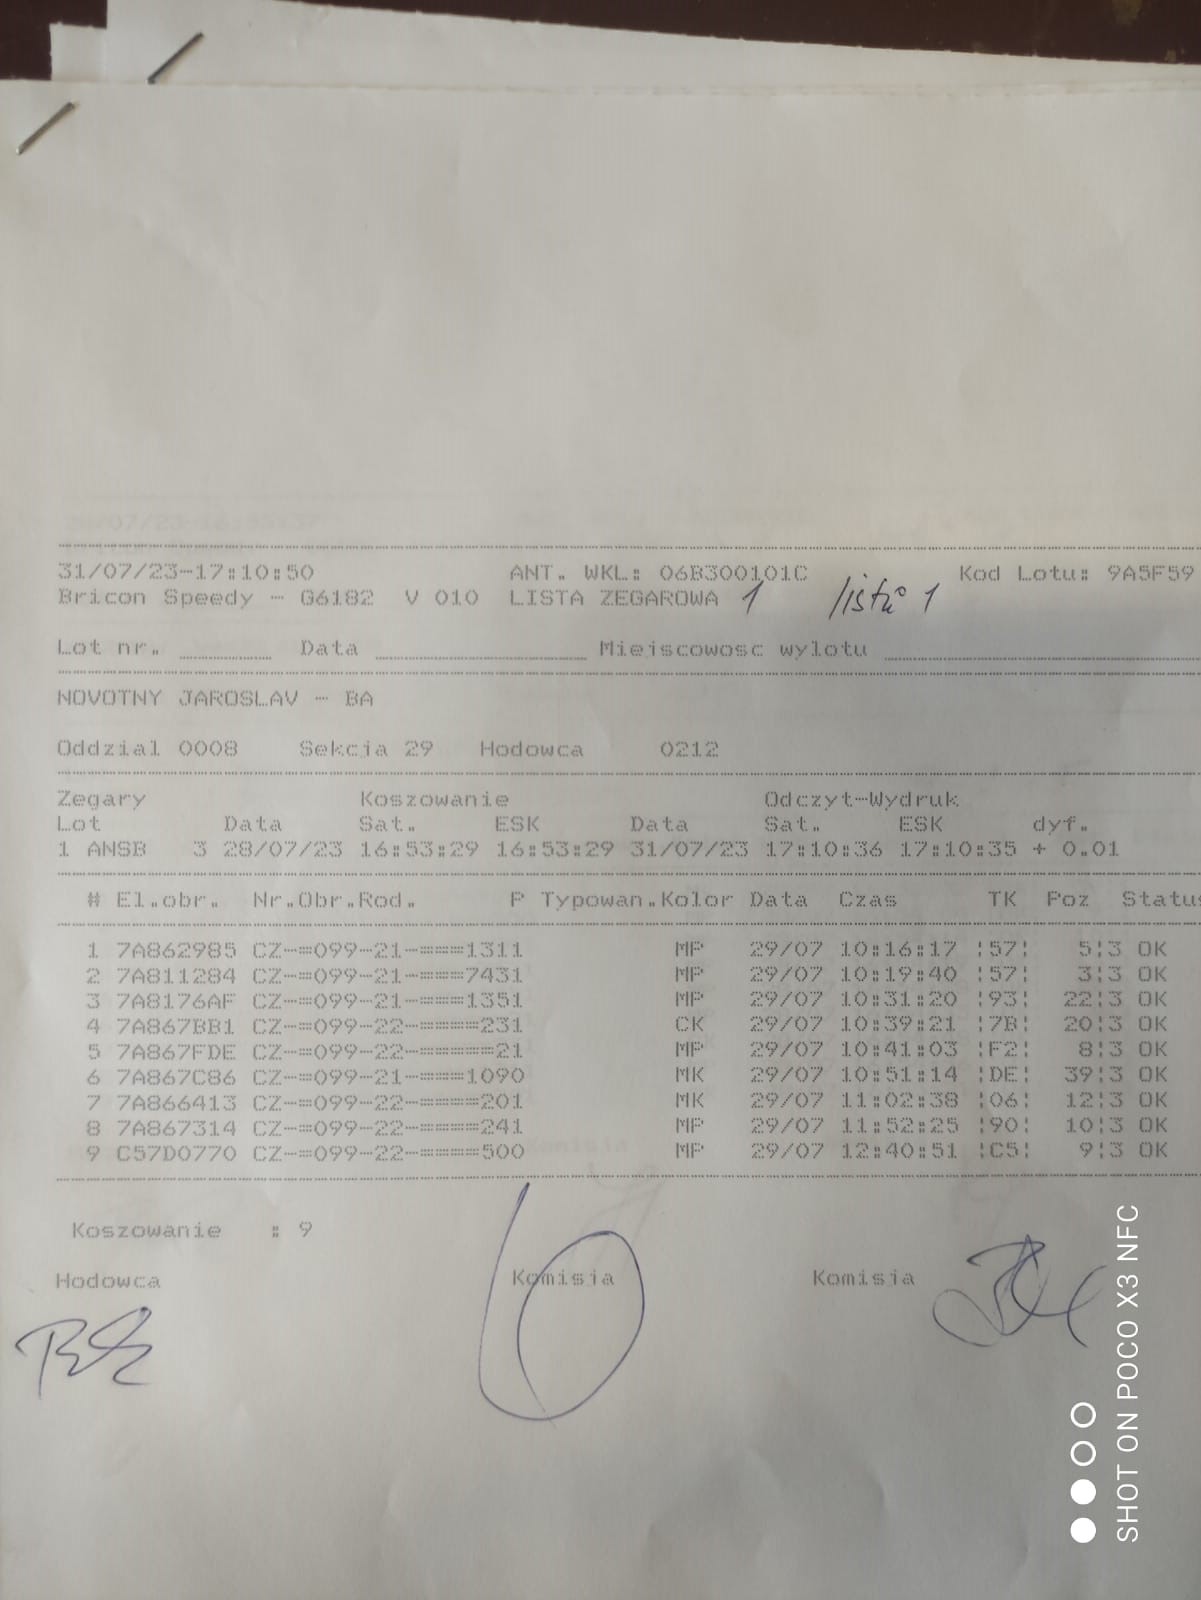 31/07/23-17:10:50 ANT. WKL: 06B300101C Kod Lotu: 9A5F59
Bricon Speedy - G6182 V 010 LISTA ZEGAROWA 1 listů 1
Lot nr. Data Miejscowosc wylotu
NOVOTNY JAROSLAV - BA
Oddzial 0008 Sekcja 29 Hodowca 0212
Zegary Koszowanie Odczyt-Wydruk
Lot Data Sat. ESK Data Sat. ESK dyf.
1 ANSB 3 28/07/23 16:53:29 16:53:29 31/07/23 17:10:36 17:10:35 + 0.01
# El.obr. Nr.Obr.Rod. P Typowan.Kolor Data Czas TK Poz Status
1 7A862985 CZ-=099-21-====1311 MP 29/07 10:16:17 ¦57¦ 5¦3 OK
2 7A811284 CZ-=099-21-====7431 MP 29/07 10:19:40 ¦57¦ 3¦3 OK
3 7A8176AF CZ-=099-21-====1351 MP 29/07 10:31:20 ¦93¦ 22¦3 OK
4 7A867BB1 CZ-=099-22-=====231 CK 29/07 10:39:21 ¦7B¦ 20¦3 OK
5 7A867FDE CZ-=099-22-======21 MP 29/07 10:41:03 ¦F2¦ 8¦3 OK
6 7A867C86 CZ-=099-21-====1090 MK 29/07 10:51:14 ¦DE¦ 39¦3 OK
7 7A866413 CZ-=099-22-=====201 MK 29/07 11:02:38 ¦06¦ 12¦3 OK
8 7A867314 CZ-=099-22-=====241 MP 29/07 11:52:25 ¦90¦ 10¦3 OK
9 C57D0770 CZ-=099-22-=====500 MP 29/07 12:40:51 ¦C5¦ 9¦3 OK
Koszowanie : 9
Hodowca Komisia Komisia
SHOT ON POCO X3 NFC